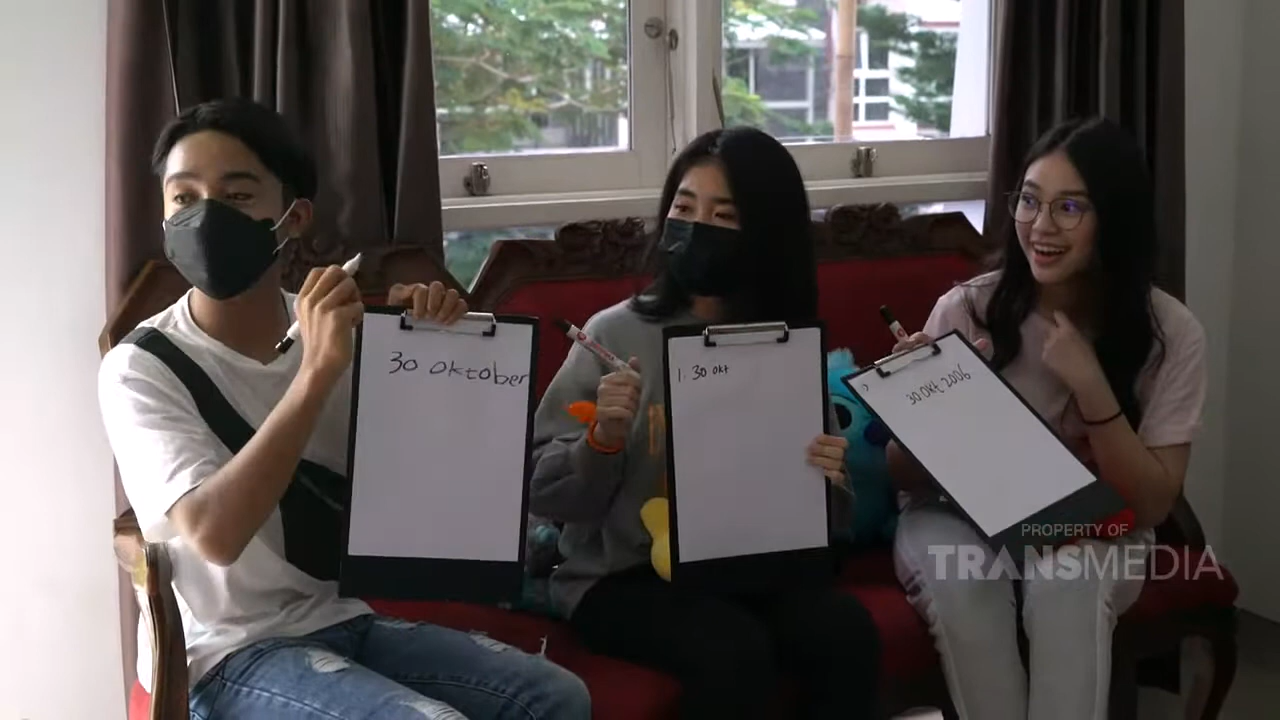 30 Oktober
1. 30 Okt
30 Okt 2006
PROPERTY OF
TRANSMEDIA